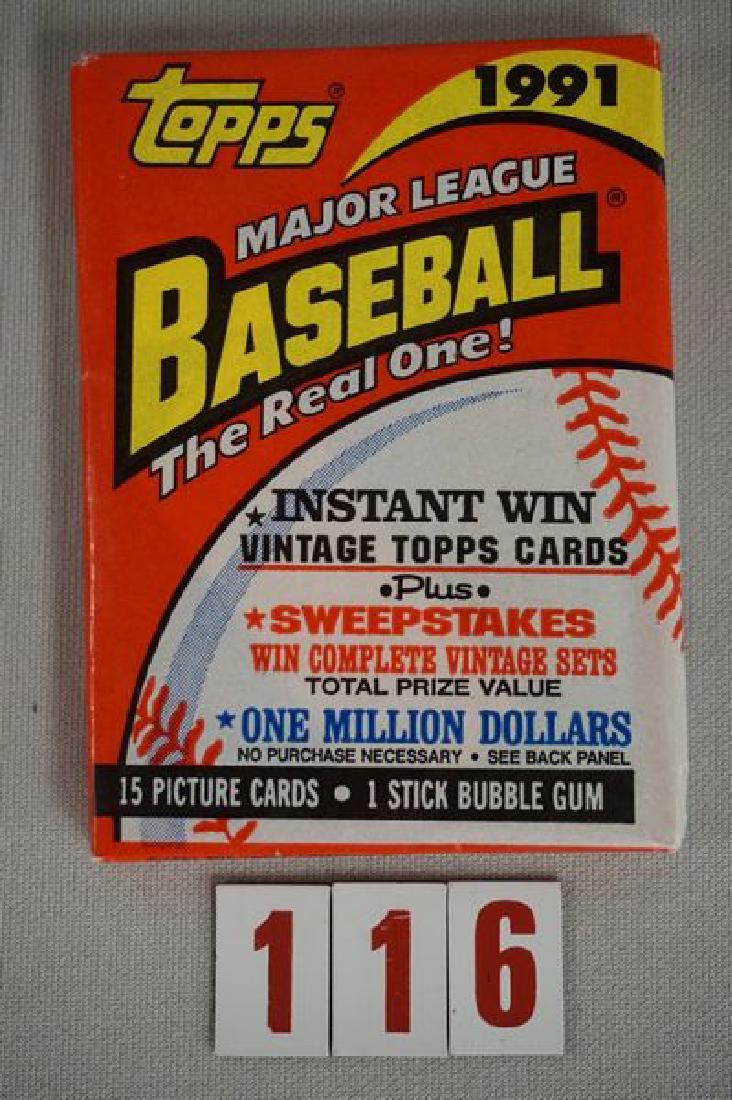 TOPPS®
1991
MAJOR LEAGUE
BASEBALL®
The Real One!
★ INSTANT WIN
VINTAGE TOPPS CARDS
• Plus •
★ SWEEPSTAKES
WIN COMPLETE VINTAGE SETS
TOTAL PRIZE VALUE
★ ONE MILLION DOLLARS
NO PURCHASE NECESSARY • SEE BACK PANEL
15 PICTURE CARDS • 1 STICK BUBBLE GUM
116